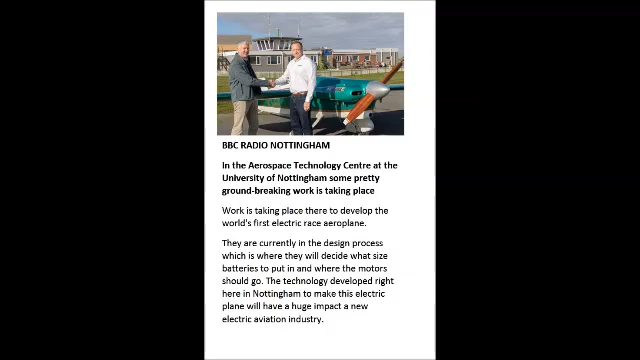 BBC RADIO NOTTINGHAM
In the Aerospace Technology Centre at the
University of Nottingham some pretty
ground-breaking work is taking place
Work is taking place there to develop the
world's first electric race aeroplane.
They are currently in the design process
which is where they will decide what size
batteries to put in and where the motors
should go. The technology developed right
here in Nottingham to make this electric
plane will have a huge impact a new
electric aviation industry.